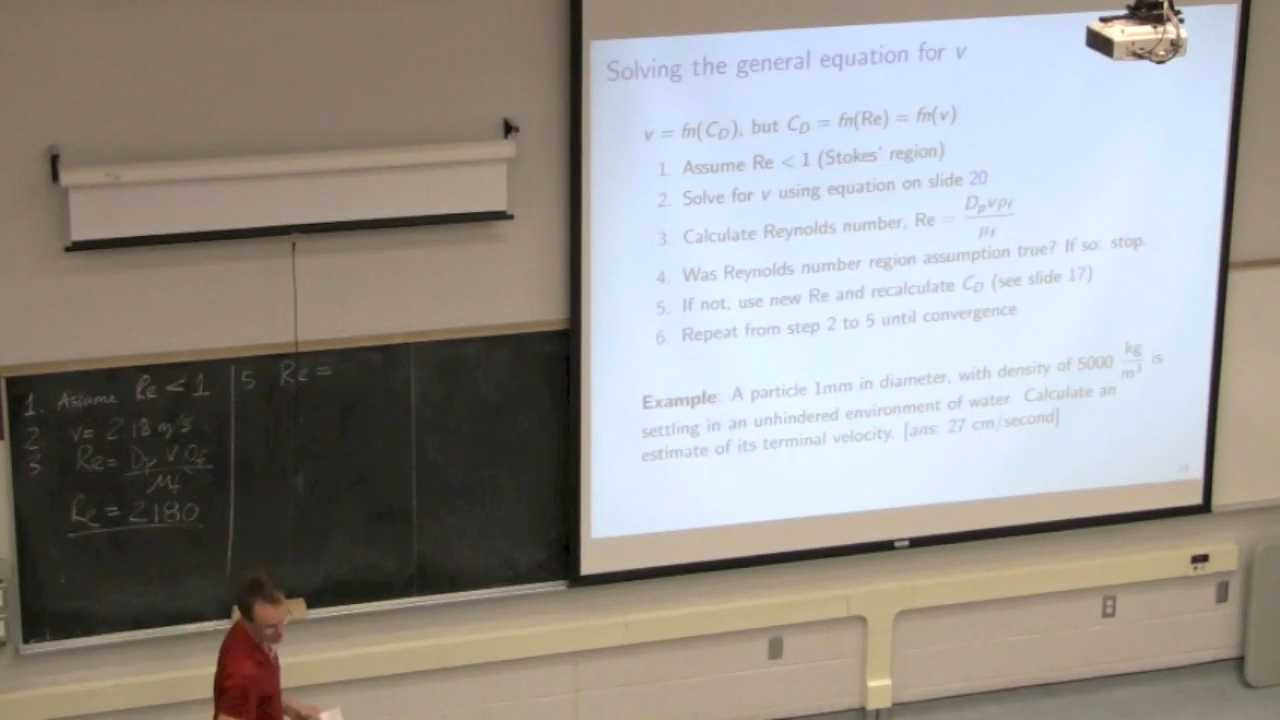 Solving the general equation for v
v = fn(C_D), but C_D = fn(Re) = fn(v)
1. Assume Re < 1 (Stokes' region)
2. Solve for v using equation on slide 20
3. Calculate Reynolds number, Re = D_p v ρ_f / μ_f
4. Was Reynolds number region assumption true? If so: stop.
5. If not, use new Re and recalculate C_D (see slide 17)
6. Repeat from step 2 to 5 until convergence
Example: A particle 1mm in diameter, with density of 5000 kg/m³ is
settling in an unhindered environment of water. Calculate an
estimate of its terminal velocity. [ans: 27 cm/second]
1. Assume Re < 1
2 v = 2.18 m/s
3 Re = D_p V ρ_f / μ_f
Re = 2180
5 Re =